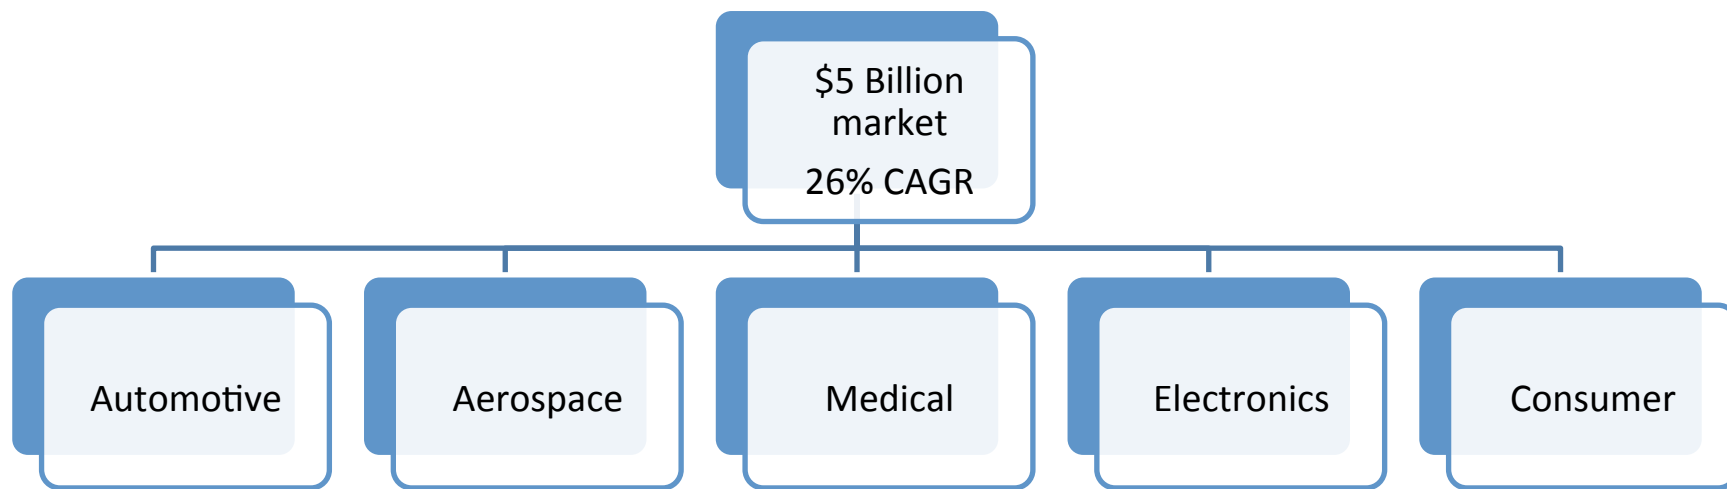 $5 Billion
market
26% CAGR
Automotive
Aerospace
Medical
Electronics
Consumer